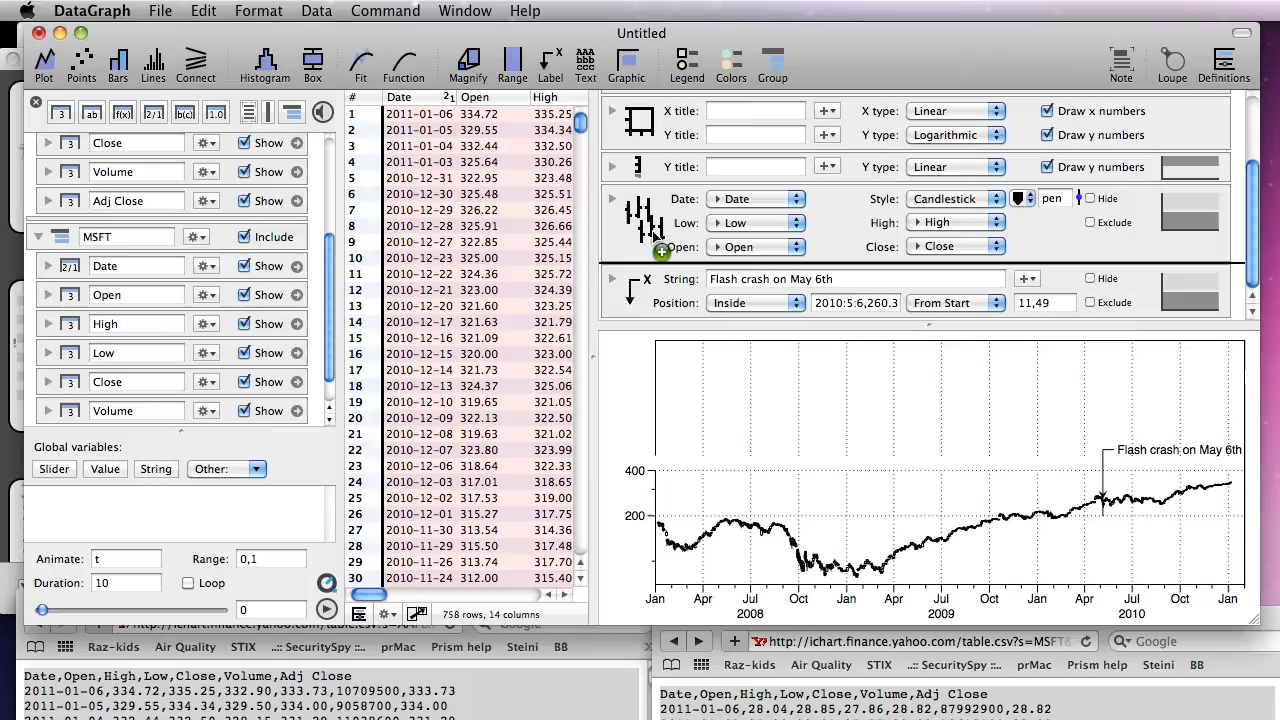 DataGraph File Edit Format Data Command Window Help
Untitled
Plot Points Bars Lines Connect Histogram Box Fit Function Magnify Range Label Text Graphic Legend Colors Group Note Loupe Definitions
Close Show
Volume Show
Adj Close Show
MSFT Include
Date Show
Open Show
High Show
Low Show
Close Show
Volume Show
Global variables:
Slider Value String Other:
Animate: t Range: 0,1
Duration: 10 Loop
0
# Date Open High
1 2011-01-06 334.72 335.25
2 2011-01-05 329.55 334.34
3 2011-01-04 332.44 332.50
4 2011-01-03 325.64 330.26
5 2010-12-31 322.95 323.48
6 2010-12-30 325.48 325.51
7 2010-12-29 326.22 326.45
8 2010-12-28 325.91 326.66
9 2010-12-27 322.85 325.44
10 2010-12-23 325.00 325.15
11 2010-12-22 324.36 325.72
12 2010-12-21 323.00 324.39
13 2010-12-20 321.60 323.25
14 2010-12-17 321.63 321.79
15 2010-12-16 321.09 322.61
16 2010-12-15 320.00 323.00
17 2010-12-14 321.73 322.54
18 2010-12-13 324.37 325.06
19 2010-12-10 319.65 321.05
20 2010-12-09 322.13 322.50
21 2010-12-08 319.63 321.02
22 2010-12-07 323.80 323.99
23 2010-12-06 318.64 322.33
24 2010-12-03 317.01 318.65
25 2010-12-02 317.53 319.00
26 2010-12-01 315.27 318.75
27 2010-11-30 313.54 314.36
28 2010-11-29 315.50 317.48
29 2010-11-26 313.74 317.70
30 2010-11-24 312.00 315.40
758 rows, 14 columns
X title: X type: Linear Draw x numbers
Y title: Y type: Logarithmic Draw y numbers
Y title: Y type: Linear Draw y numbers
Date: Date Style: Candlestick pen Hide
Low: Low High: High Exclude
Open: Open Close: Close
String: Flash crash on May 6th Hide
Position: Inside 2010:5:6,260.3 From Start 11,49 Exclude
Flash crash on May 6th
400
200
Jan Apr Jul Oct Jan Apr Jul Oct Jan Apr Jul Oct Jan
2008 2009 2010
Google
Raz-kids Air Quality STIX ..:: SecuritySpy :.. prMac Prism help Steini BB
Date,Open,High,Low,Close,Volume,Adj Close
2011-01-06,334.72,335.25,332.90,333.73,10709500,333.73
2011-01-05,329.55,334.34,329.50,334.00,9058700,334.00
http://ichart.finance.yahoo.com/table.csv?s=MSFT& Google
Raz-kids Air Quality STIX ..:: SecuritySpy :.. prMac Prism help Steini BB
Date,Open,High,Low,Close,Volume,Adj Close
2011-01-06,28.04,28.85,27.86,28.82,87992900,28.82